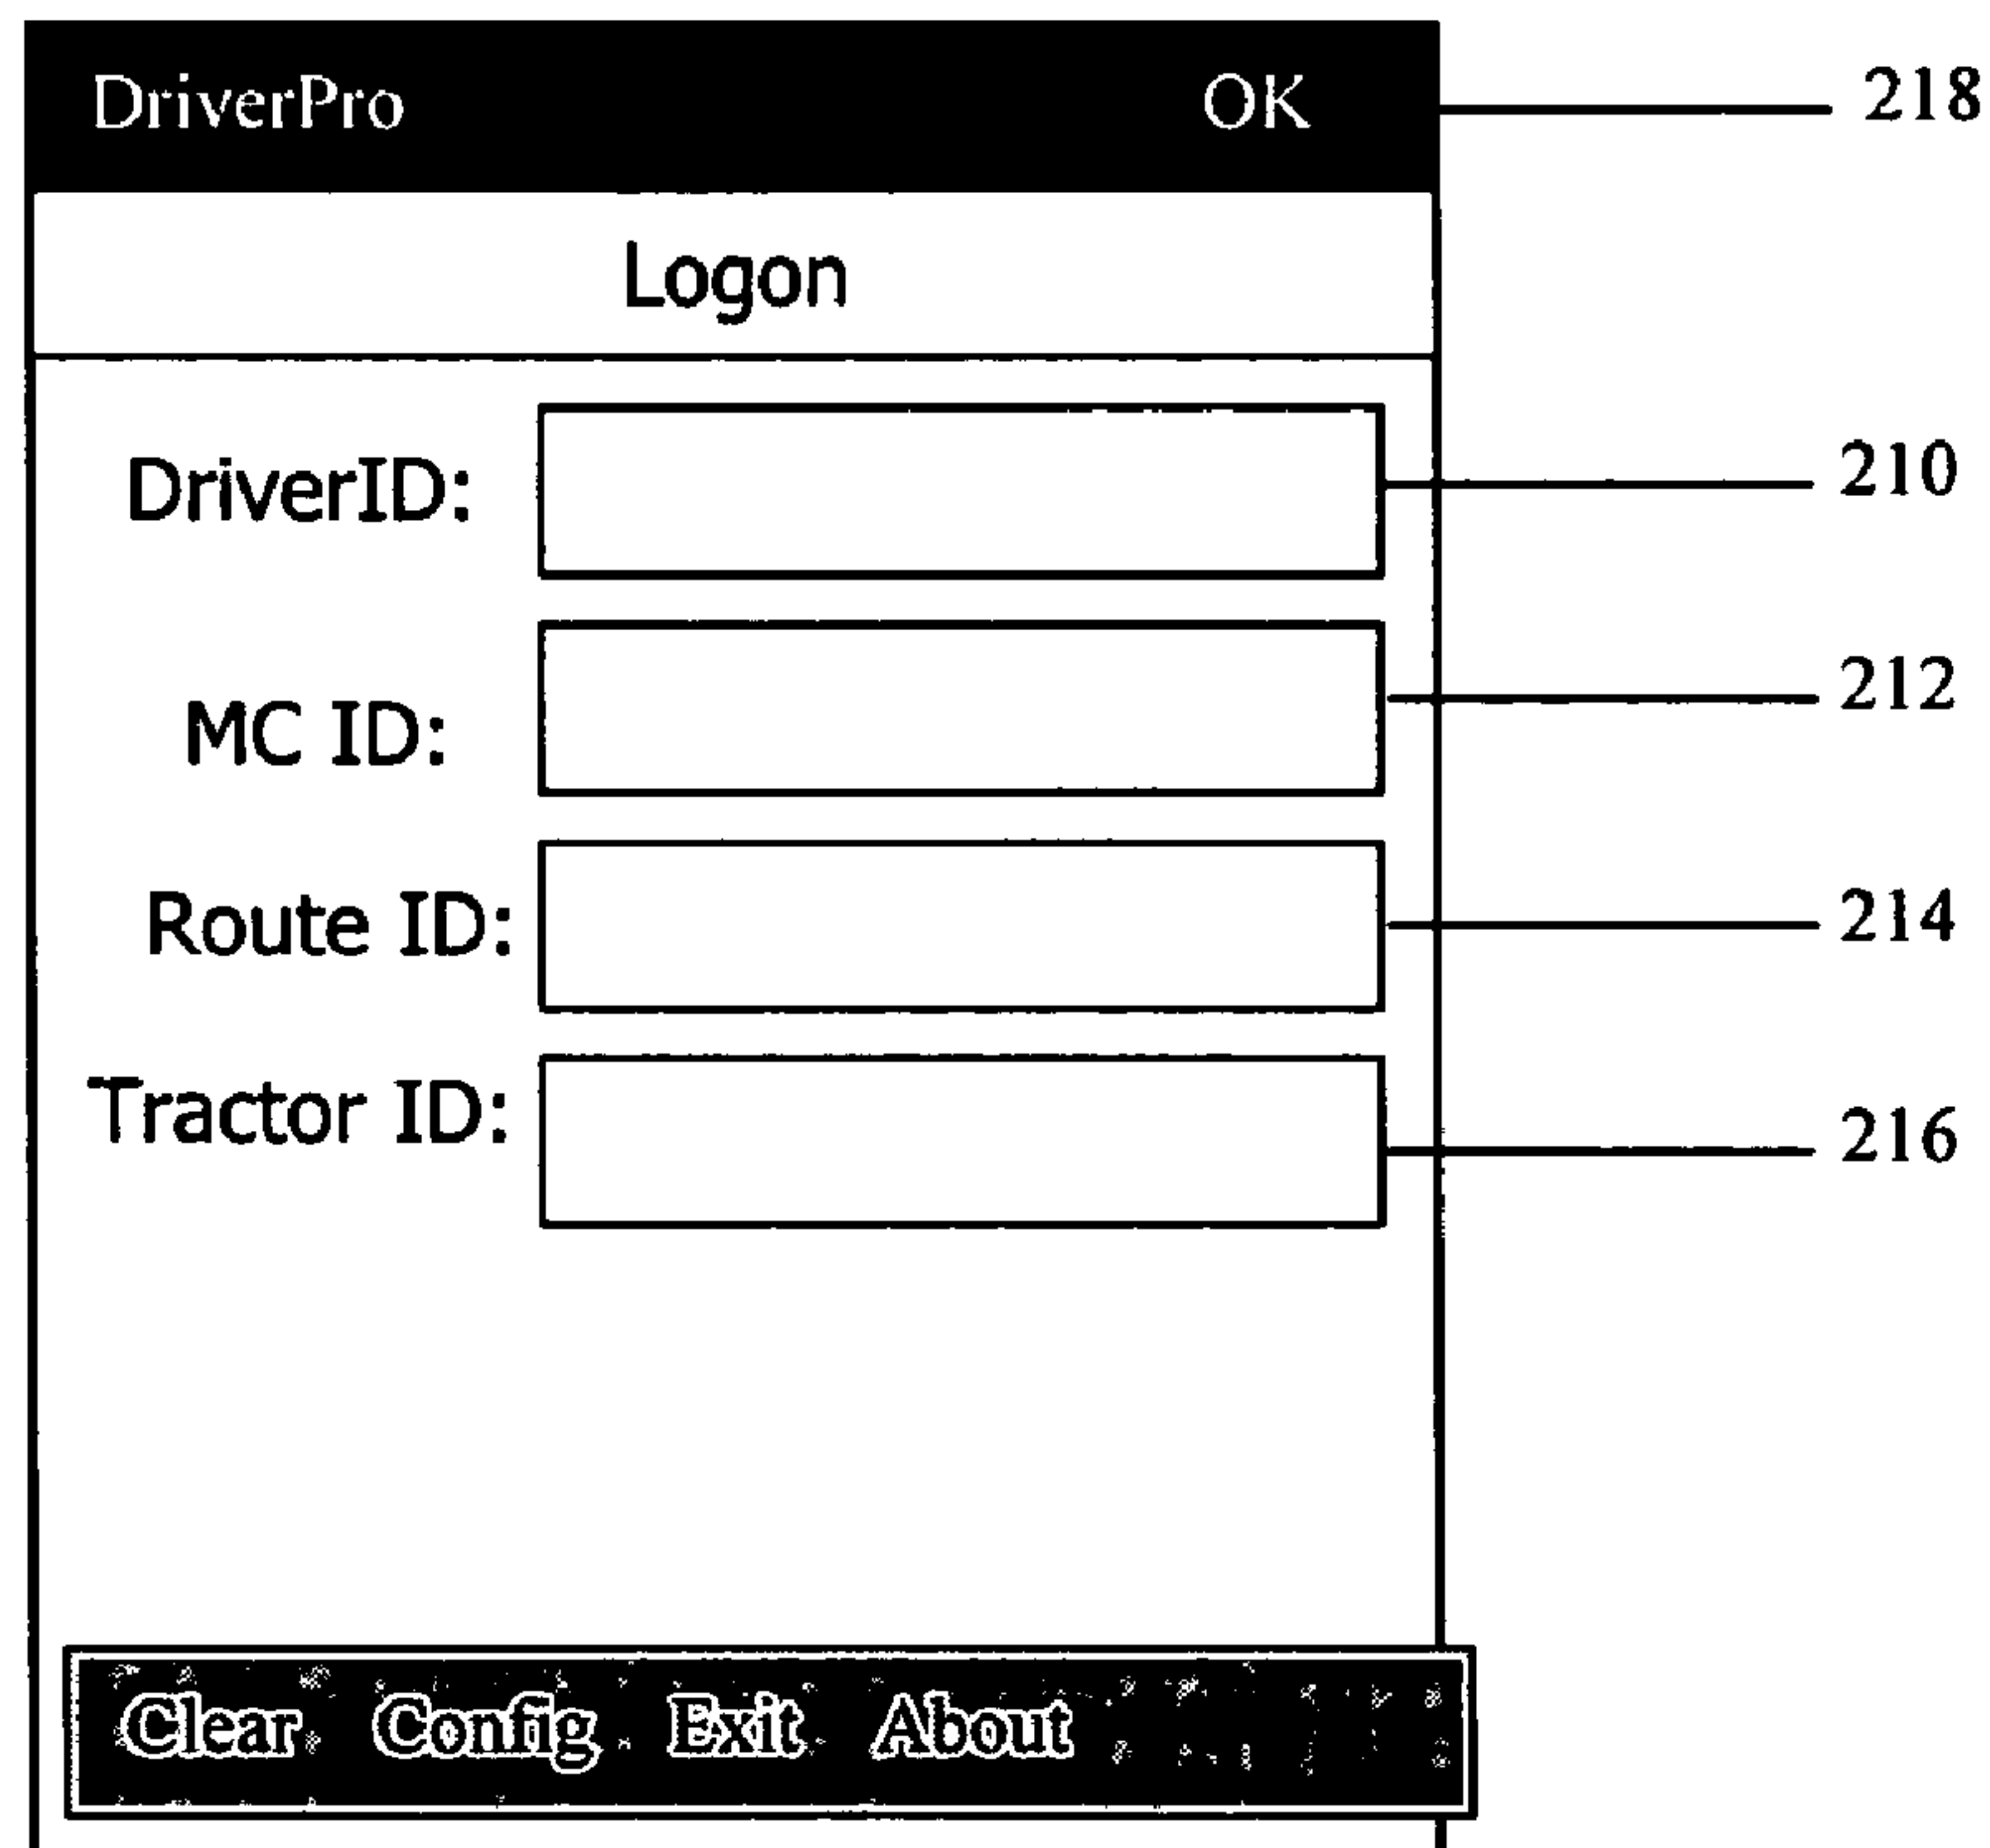 DriverPro OK 218
Logon
DriverID: 210
MC ID: 212
Route ID: 214
Tractor ID: 216
Clear Config Exit About